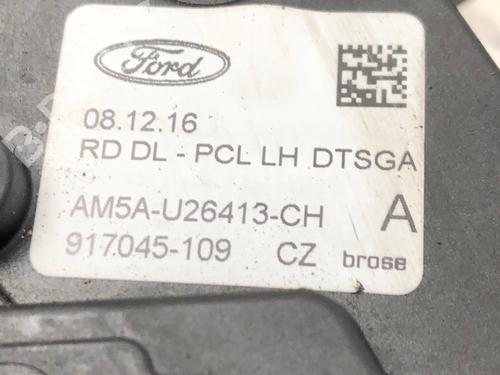 Ford
08.12.16
RD DL - PCL LH DTSGA
AM5A-U26413-CH A
917045-109 CZ brose